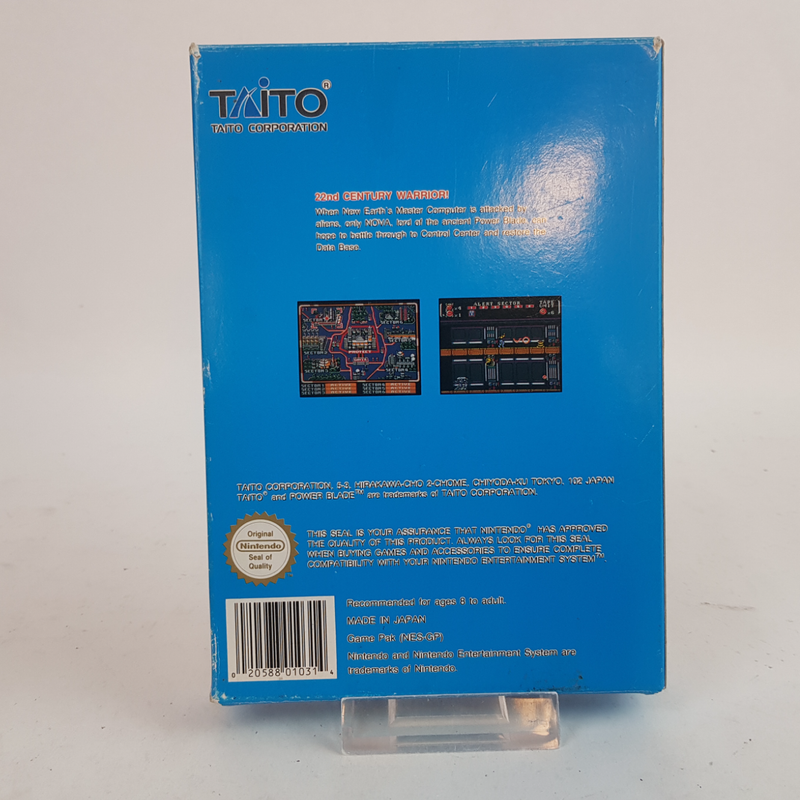 TAITO®
TAITO CORPORATION
22nd CENTURY WARRIOR!
When New Earth's Master Computer is attacked by
aliens, only NOVA, lord of the ancient Power Blade, can
hope to battle through to Control Center and restore the
Data Base.
ALERT SECTOR
TAITO CORPORATION, 5-3, HIRAKAWA-CHO 2-CHOME, CHIYODA-KU TOKYO, 102 JAPAN
TAITO® and POWER BLADE™ are trademarks of TAITO CORPORATION.
Original
Nintendo
Seal of
Quality
THIS SEAL IS YOUR ASSURANCE THAT NINTENDO® HAS APPROVED
THE QUALITY OF THIS PRODUCT. ALWAYS LOOK FOR THIS SEAL
WHEN BUYING GAMES AND ACCESSORIES TO ENSURE COMPLETE
COMPATIBILITY WITH YOUR NINTENDO ENTERTAINMENT SYSTEM™.
0 20588 01031 4
Recommended for ages 8 to adult.
MADE IN JAPAN
Game Pak (NES-GP)
Nintendo and Nintendo Entertainment System are
trademarks of Nintendo.